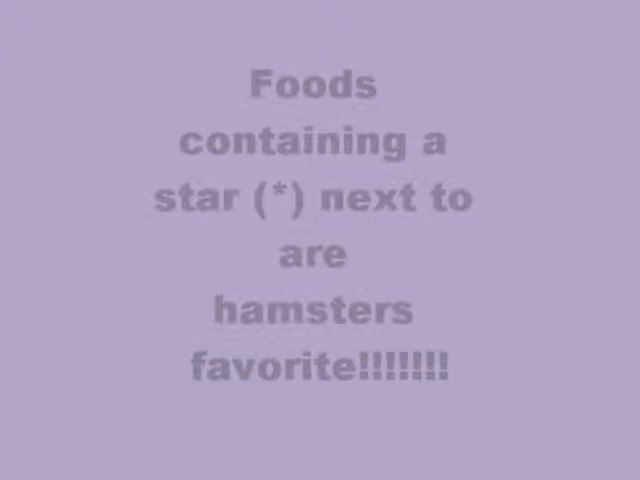 Foods
containing a
star (*) next to
are
hamsters
favorite!!!!!!!